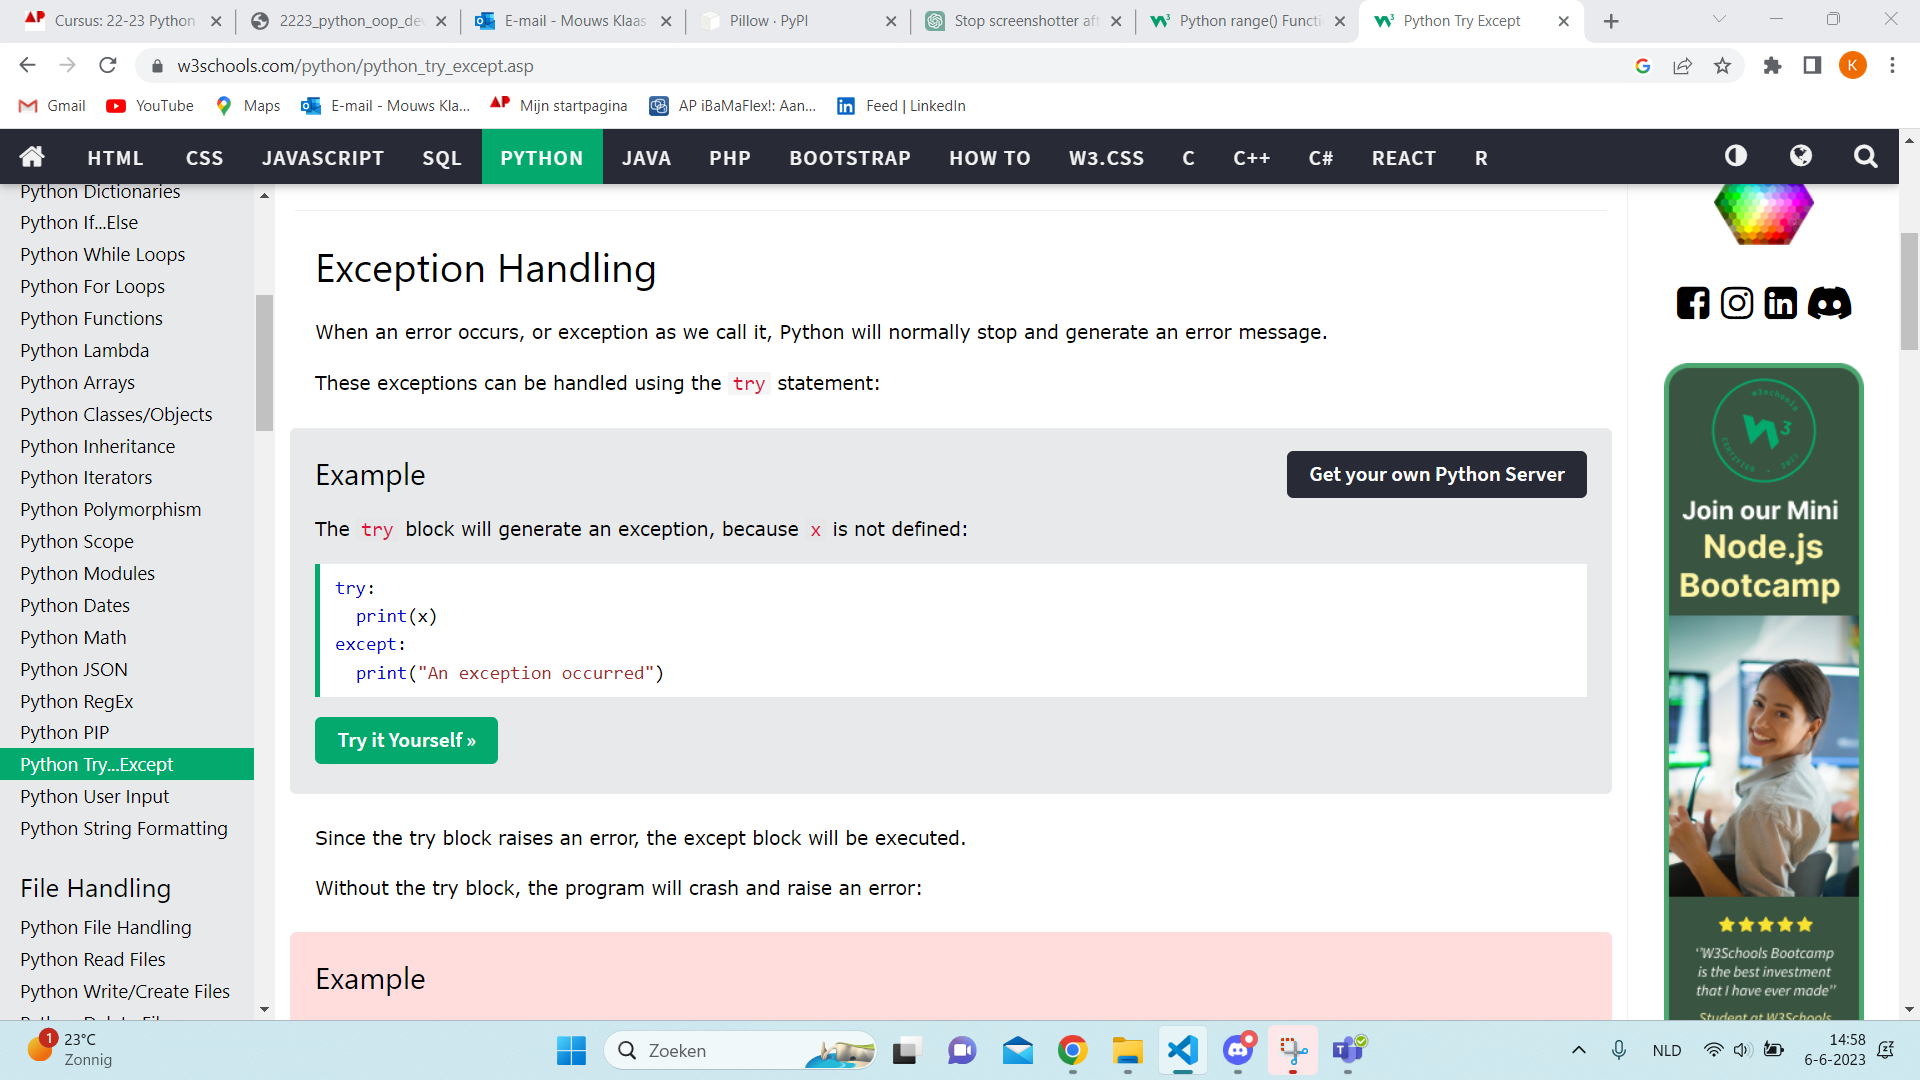 Cursus: 22-23 Python
2223_python_oop_dev
E-mail - Mouws Klaas
Pillow · PyPI
Stop screenshotter aft
Python range() Functi
Python Try Except
w3schools.com/python/python_try_except.asp
K
Gmail
YouTube
Maps
E-mail - Mouws Kla...
Mijn startpagina
AP iBaMaFlex!: Aan...
Feed | LinkedIn
HTML
CSS
JAVASCRIPT
SQL
PYTHON
JAVA
PHP
BOOTSTRAP
HOW TO
W3.CSS
C
C++
C#
REACT
R
Python Dictionaries
Python If...Else
Python While Loops
Python For Loops
Python Functions
Python Lambda
Python Arrays
Python Classes/Objects
Python Inheritance
Python Iterators
Python Polymorphism
Python Scope
Python Modules
Python Dates
Python Math
Python JSON
Python RegEx
Python PIP
Python Try...Except
Python User Input
Python String Formatting
File Handling
Python File Handling
Python Read Files
Python Write/Create Files
Exception Handling
When an error occurs, or exception as we call it, Python will normally stop and generate an error message.
These exceptions can be handled using the try statement:
Example
Get your own Python Server
The try block will generate an exception, because x is not defined:
try:
print(x)
except:
print("An exception occurred")
Try it Yourself »
Since the try block raises an error, the except block will be executed.
Without the try block, the program will crash and raise an error:
Example
w3schools
CERTIFIED
Join our Mini
Node.js
Bootcamp
"W3Schools Bootcamp
is the best investment
that I have ever made"
Student at W3Schools
1
23°C
Zonnig
Zoeken
NLD
14:58
6-6-2023